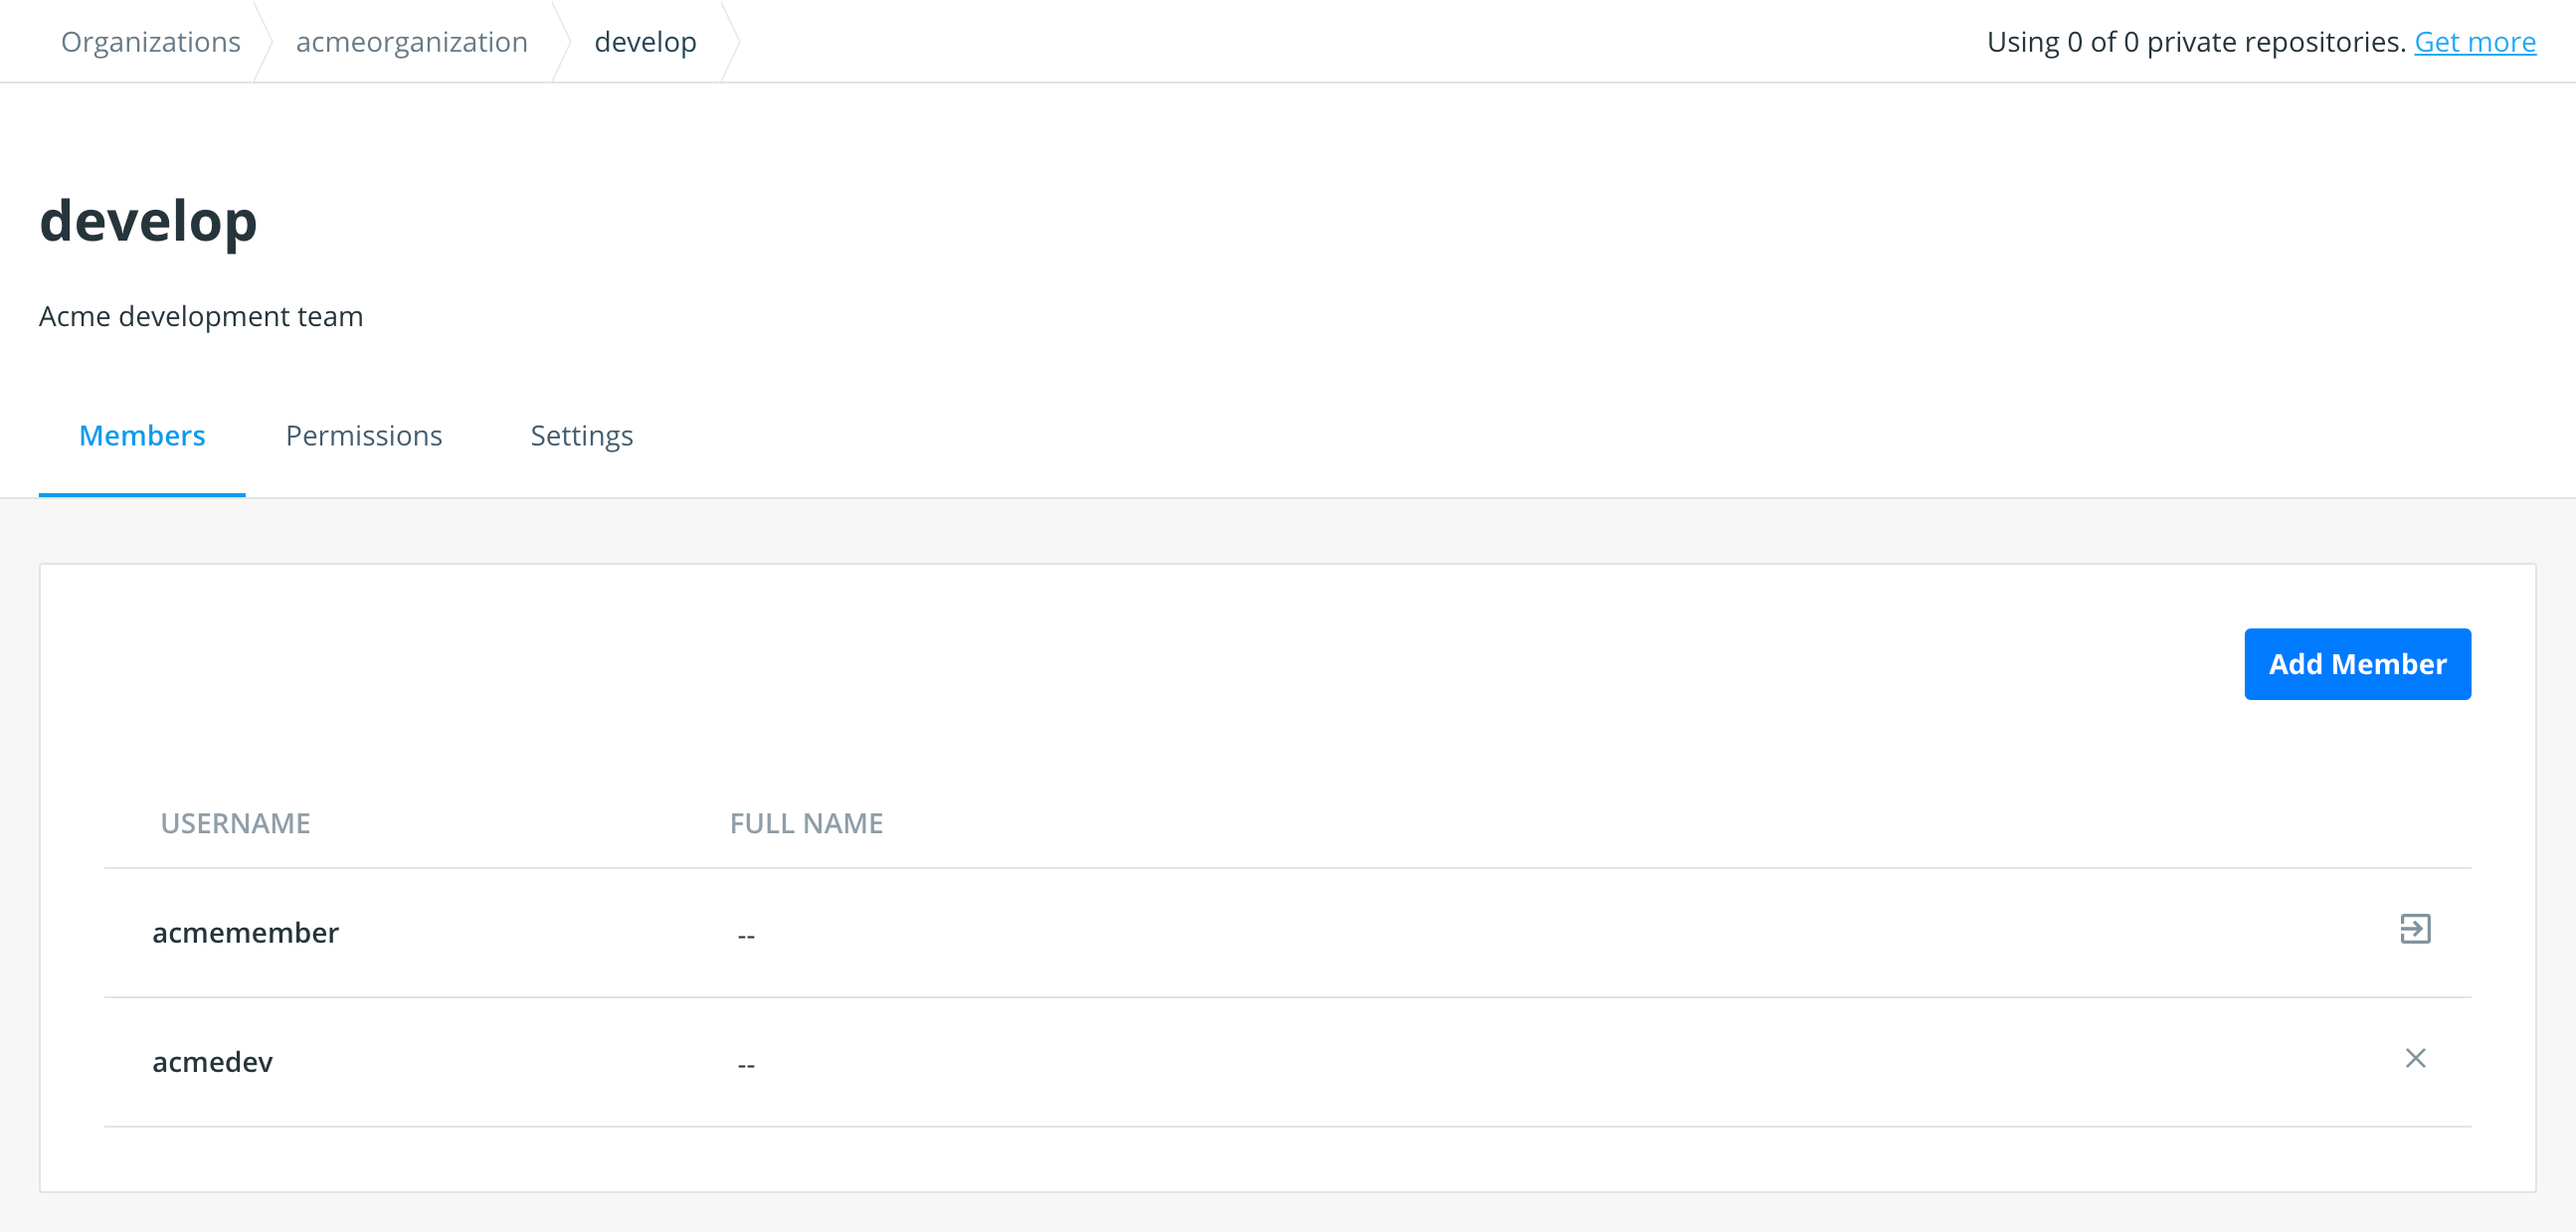 Organizations acmeorganization develop Using 0 of 0 private repositories. Get more
develop
Acme development team
Members Permissions Settings
Add Member
USERNAME FULL NAME
acmemember --
acmedev --